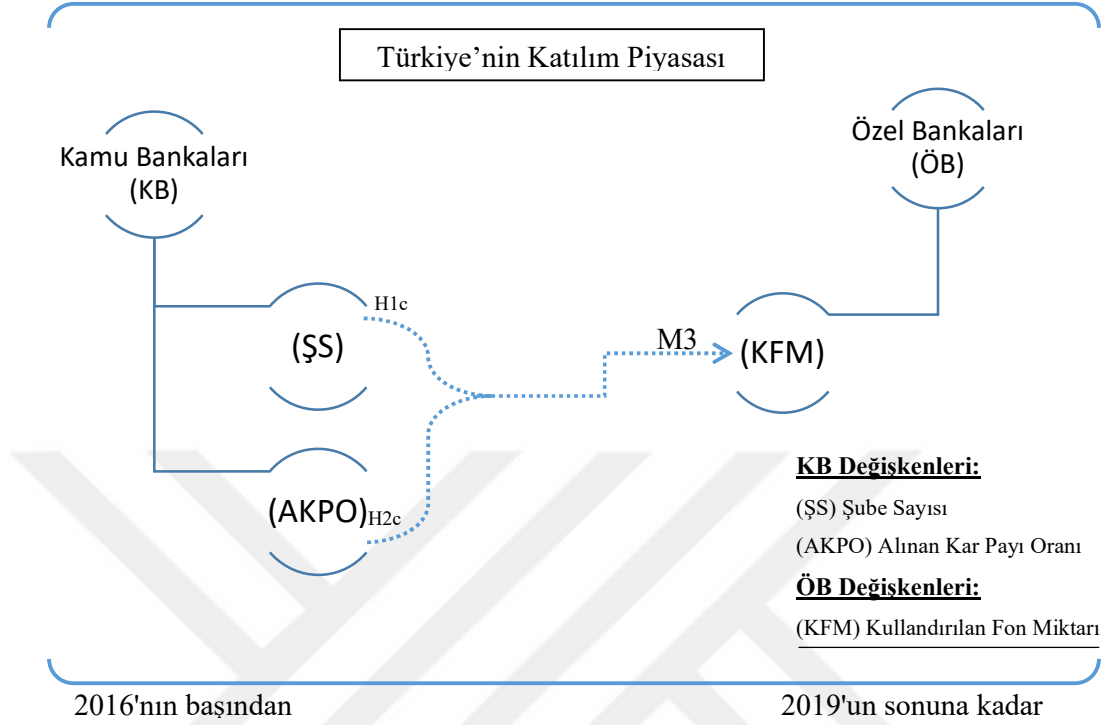 Türkiye’nin Katılım Piyasası
Kamu Bankaları
(KB)
Özel Bankaları
(ÖB)
(ŞS)
H1c
M3
(KFM)
(AKPO)
H2c
KB Değişkenleri:
(ŞS) Şube Sayısı
(AKPO) Alınan Kar Payı Oranı
ÖB Değişkenleri:
(KFM) Kullandırılan Fon Miktarı
2016'nın başından
2019'un sonuna kadar